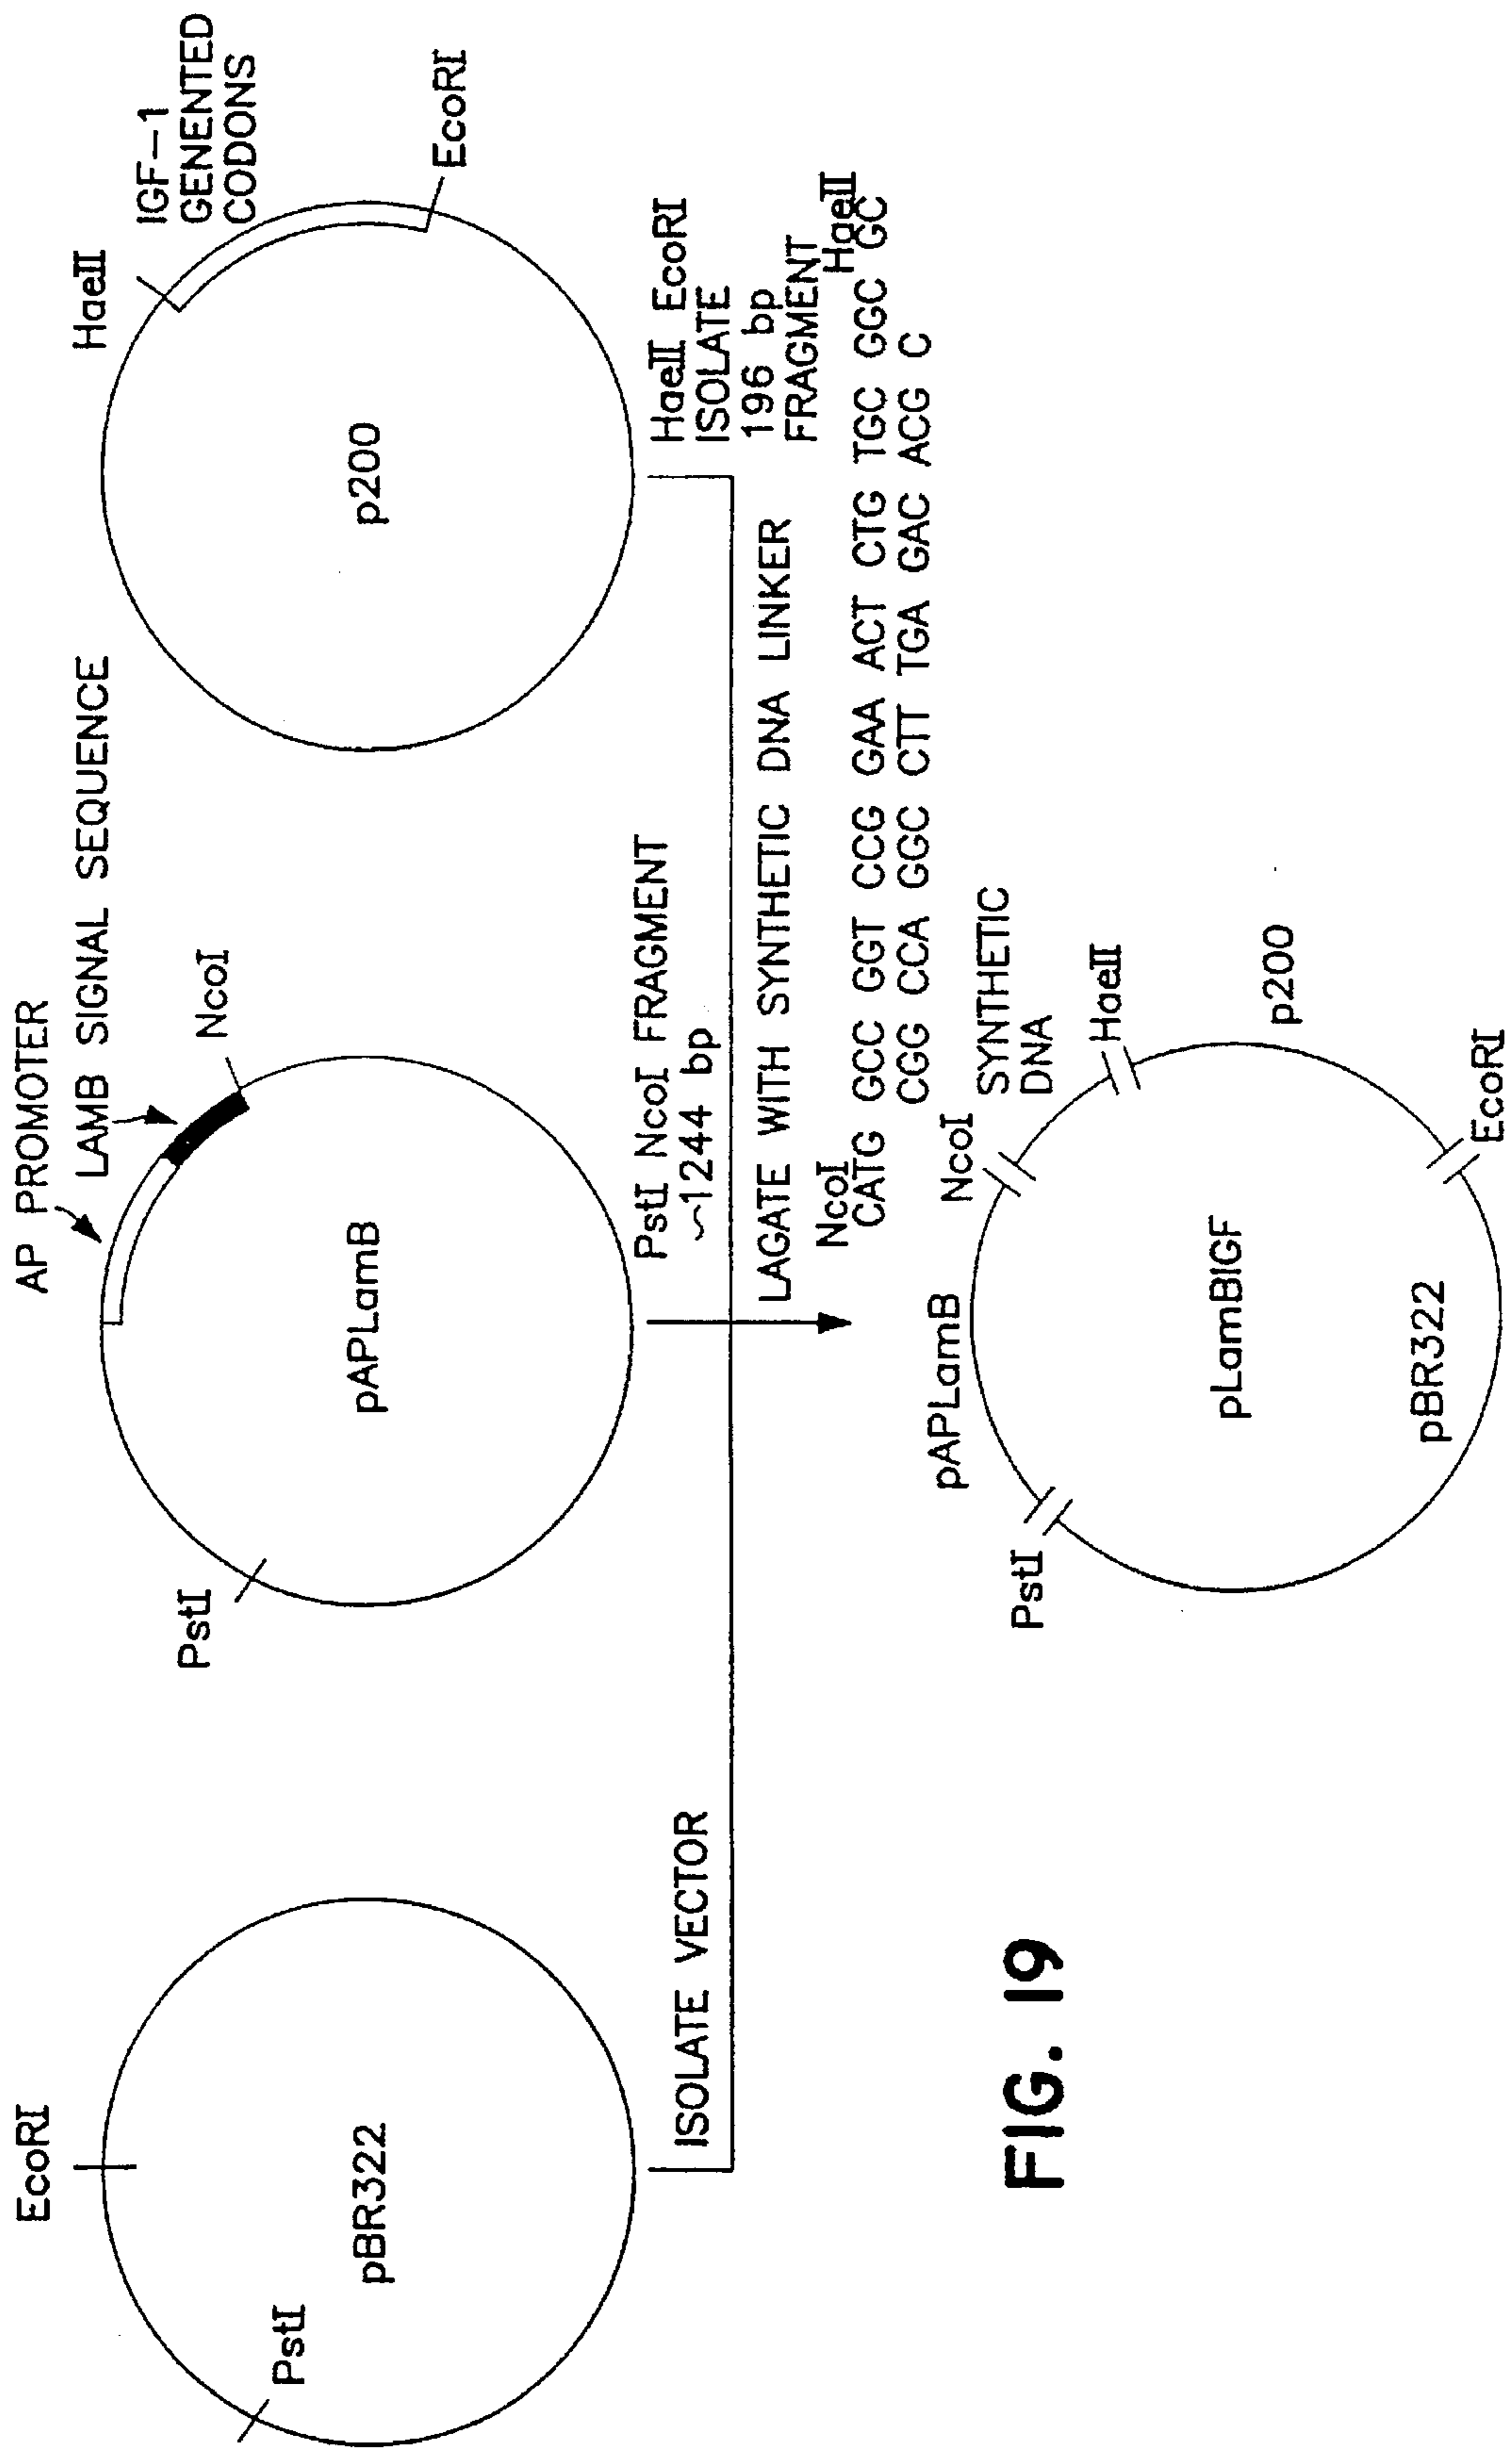 EcoRI
PstI
pBR322
ISOLATE VECTOR
AP PROMOTER
LAMB SIGNAL SEQUENCE
NcoI
PstI
pAPLamB
PstI NcoI FRAGMENT
~1244 bp
HaeII
IGF-1
GENENTED
CODONS
EcoRI
p200
HaeII EcoRI
ISOLATE
196 bp
FRAGMENT
LAGATE WITH SYNTHETIC DNA LINKER
NcoI HaeII
CATG GCC GGT CCG GAA ACT CTG TGC GGC GC
CGG CCA GGC CTT TGA GAC ACG C
pAPLamB
NcoI
SYNTHETIC
DNA
HaeII
PstI
pLamBIGF
p200
pBR322
EcoRI
FIG. 19